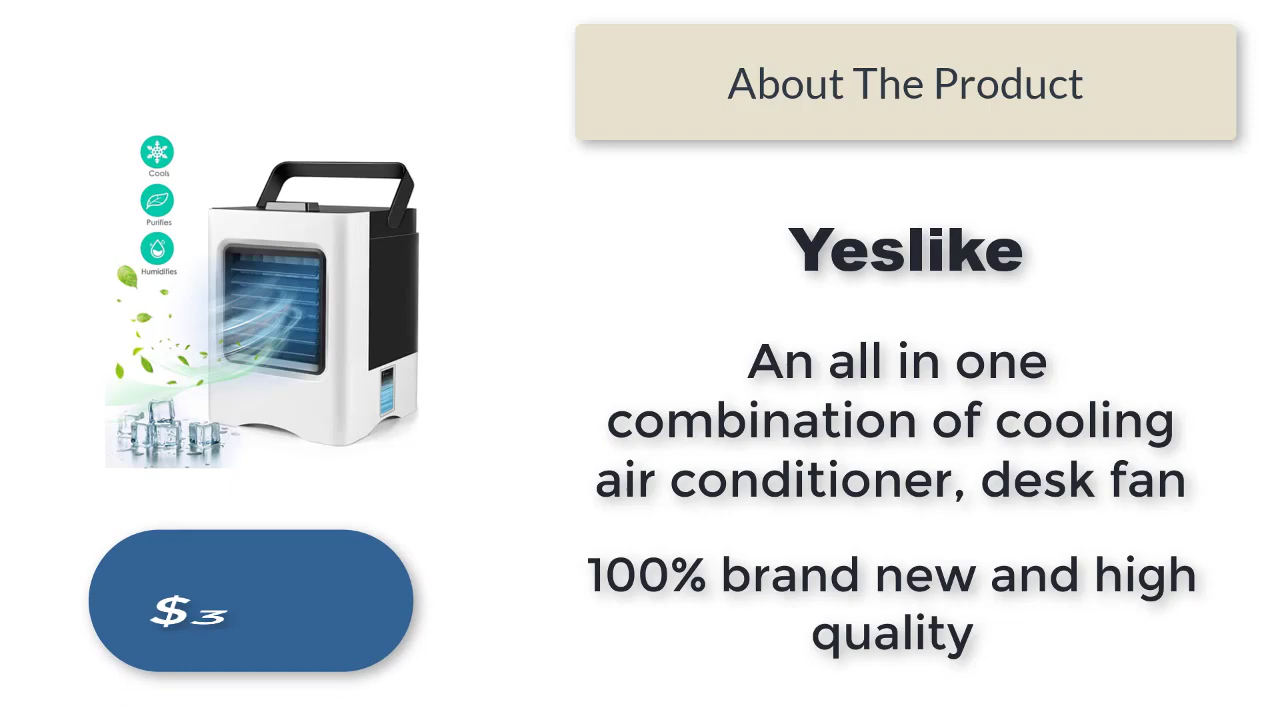 About The Product
Cools
Purifies
Humidifies
Yeslike
An all in one
combination of cooling
air conditioner, desk fan
100% brand new and high
quality
$3